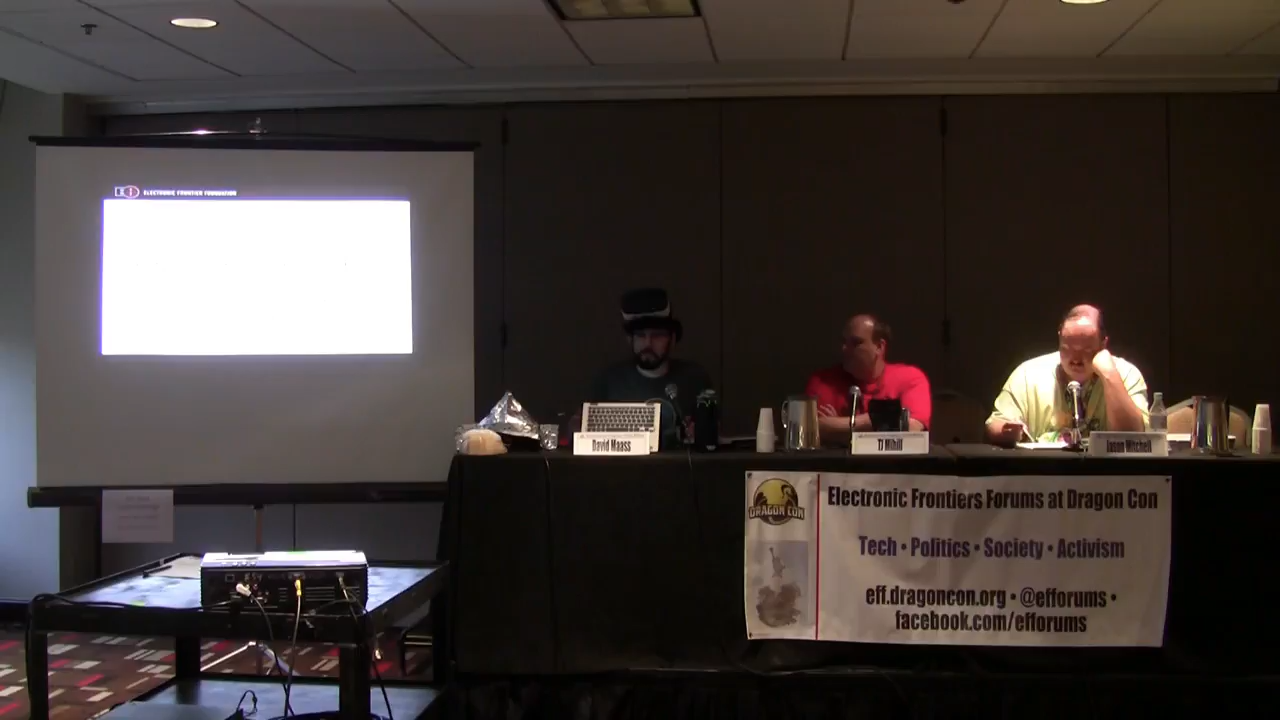 ELECTRONIC FRONTIER FOUNDATION
David Maass
TJ Mihill
Jason Mitchell
DRAGON CON
Electronic Frontiers Forums at Dragon Con
Tech • Politics • Society • Activism
eff.dragoncon.org • @efforums •
facebook.com/efforums